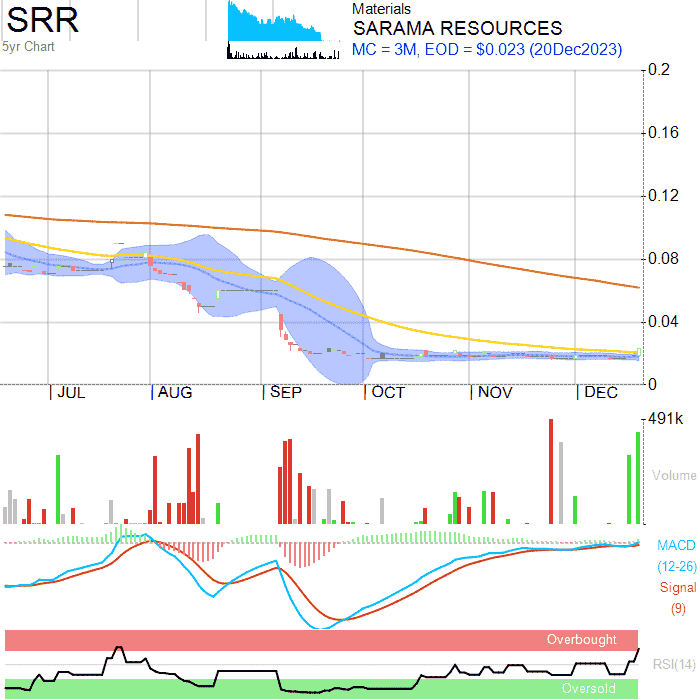 SRR
5yr Chart
Materials
SARAMA RESOURCES
MC = 3M, EOD = $0.023 (20Dec2023)
0.2
0.16
0.12
0.08
0.04
0
JUL AUG SEP OCT NOV DEC
491k
Volume
MACD
(12-26)
Signal
(9)
Overbought
RSI(14)
Oversold